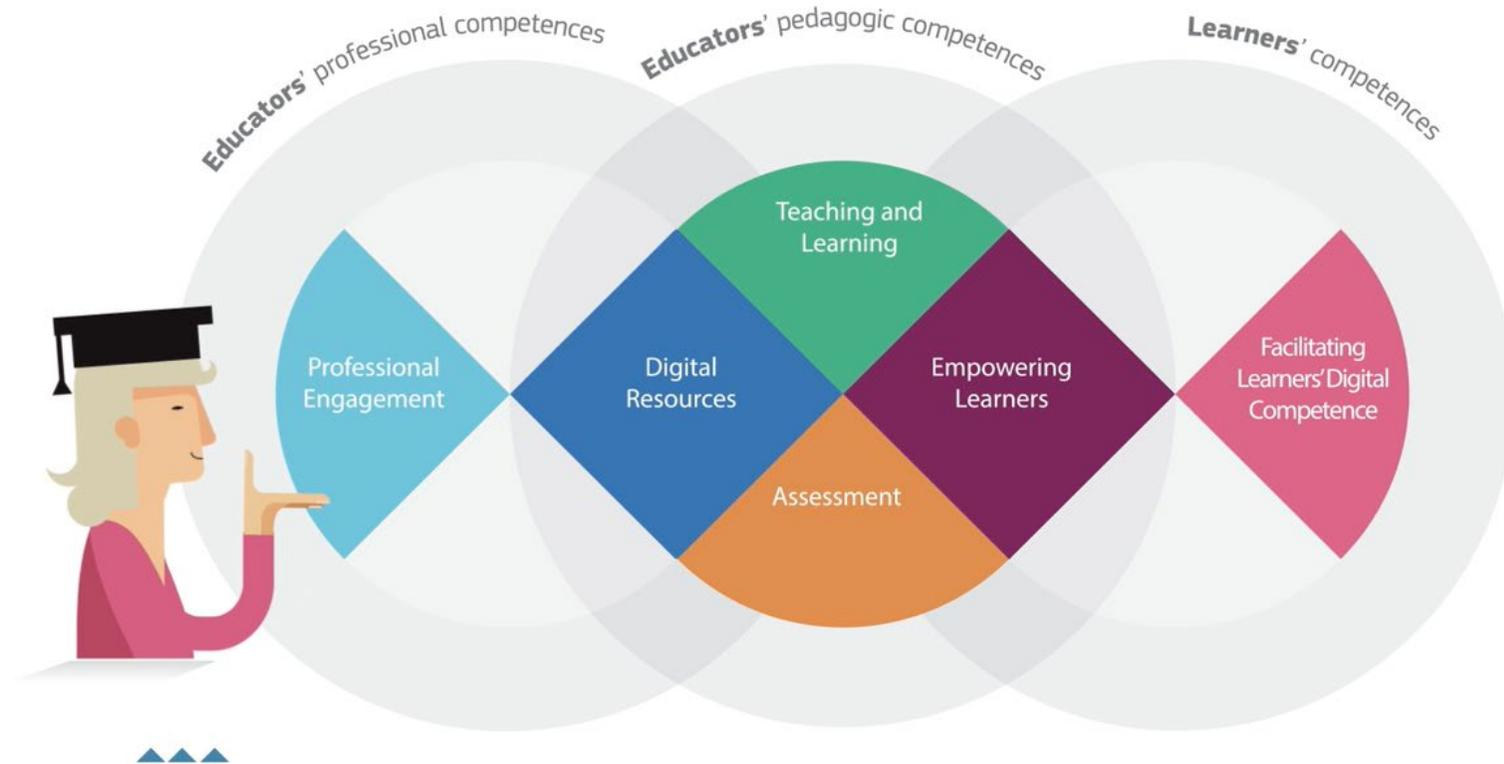 Educators' professional competences
Educators' pedagogic competences
Learners' competences
Professional
Engagement
Digital
Resources
Teaching and
Learning
Assessment
Empowering
Learners
Facilitating
Learners' Digital
Competence